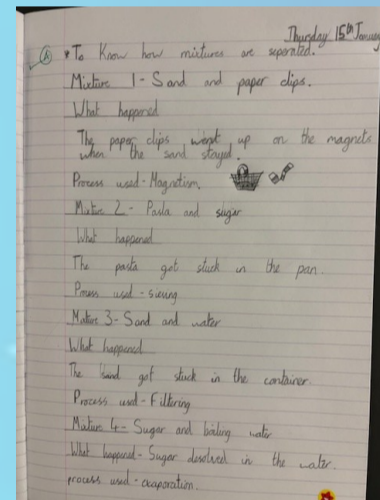 Thursday 15th January
A * To Know how mixtures are seperated.
Mixture 1 - Sand and paper clips.
What happened
The paper clips went up on the magnets
when the sand stayed.
Process used - Magnetism.
Mixture 2 - Pasta and sugar
What happened
The pasta got stuck in the pan.
Process used - sieving
Mixture 3 - Sand and water
What happened
The sand got stuck in the container.
Process used - Filtering
Mixture 4 - Sugar and boiling water
What happened - Sugar desolved in the water.
process used - evaporation.